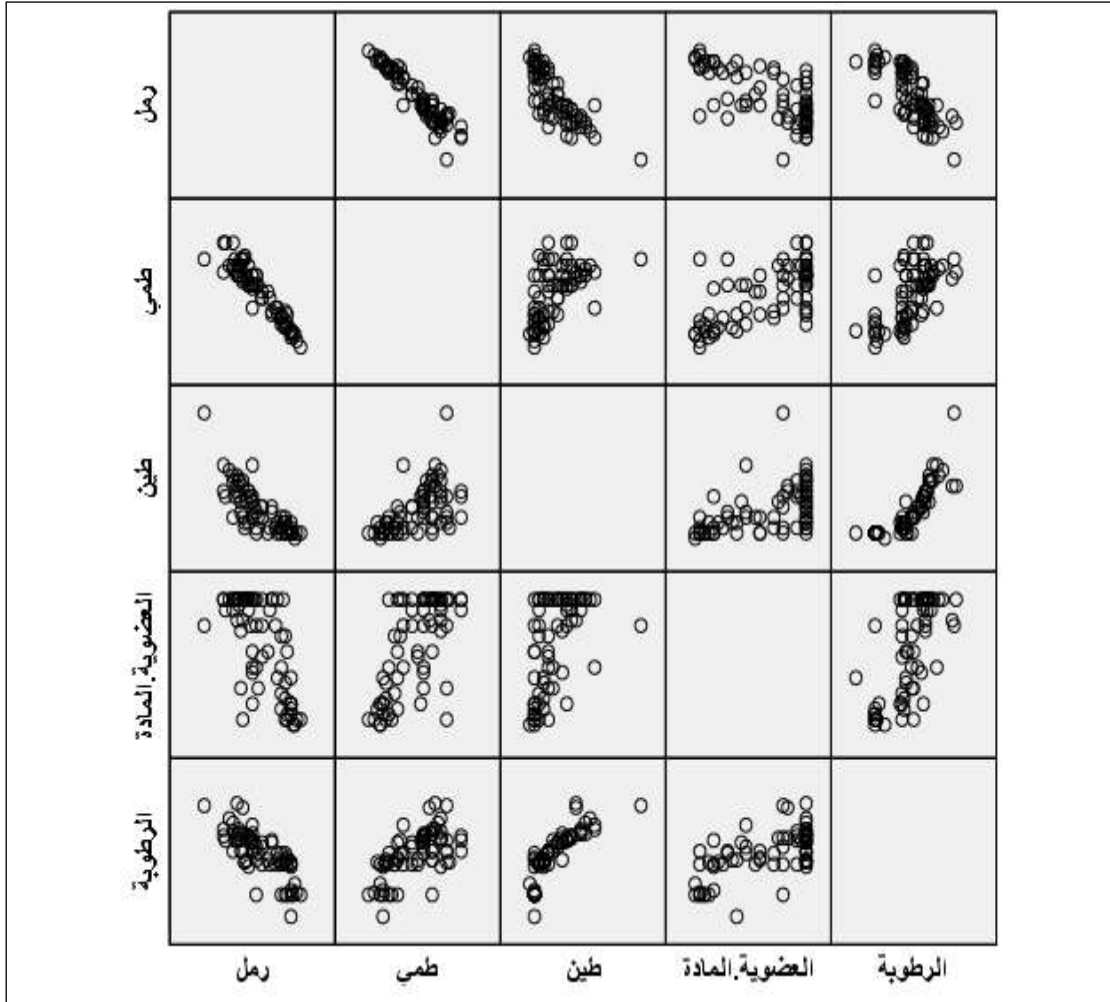 رمل
طمي
طين
العضوية.المادة
الرطوبة
رمل
طمي
طين
العضوية.المادة
الرطوبة